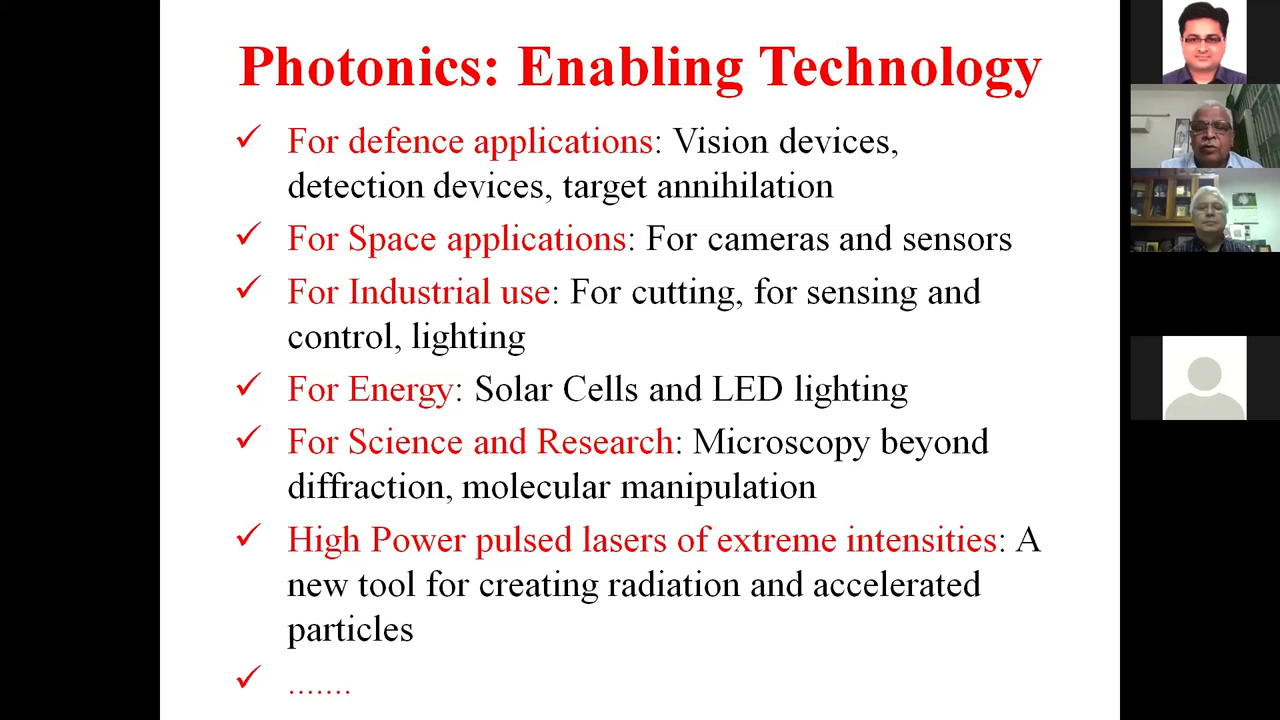 Photonics: Enabling Technology
✓ For defence applications: Vision devices,
detection devices, target annihilation
✓ For Space applications: For cameras and sensors
✓ For Industrial use: For cutting, for sensing and
control, lighting
✓ For Energy: Solar Cells and LED lighting
✓ For Science and Research: Microscopy beyond
diffraction, molecular manipulation
✓ High Power pulsed lasers of extreme intensities: A
new tool for creating radiation and accelerated
particles
✓ .......